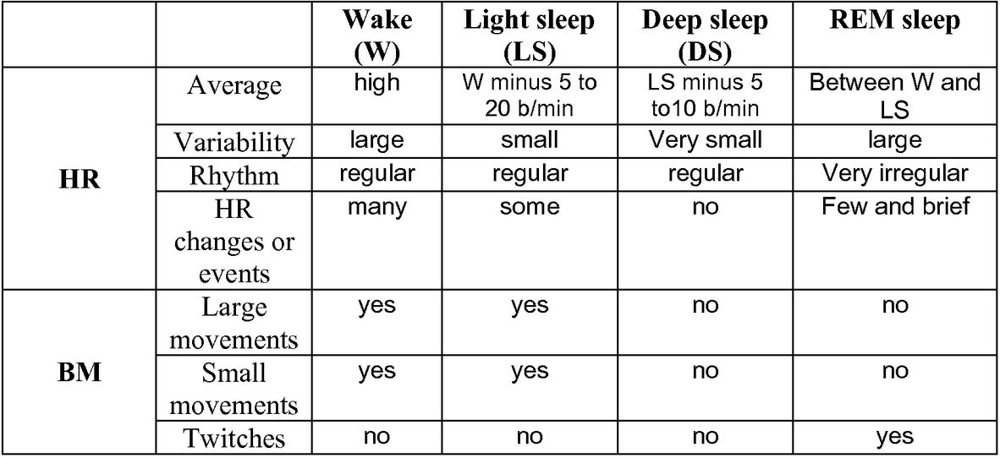 Wake (W) Light sleep (LS) Deep sleep (DS) REM sleep
HR
Average high W minus 5 to 20 b/min LS minus 5 to10 b/min Between W and LS
Variability large small Very small large
Rhythm regular regular regular Very irregular
HR changes or events many some no Few and brief
BM
Large movements yes yes no no
Small movements yes yes no no
Twitches no no no yes